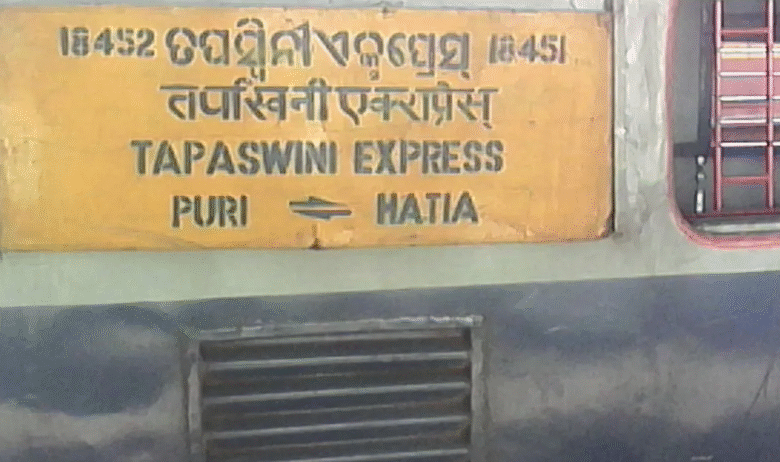 18452 ତପସ୍ୱିନୀ ଏକ୍ସପ୍ରେସ୍ 18451
तपस्विनी एक्सप्रेस
TAPASWINI EXPRESS
PURI ⇌ HATIA